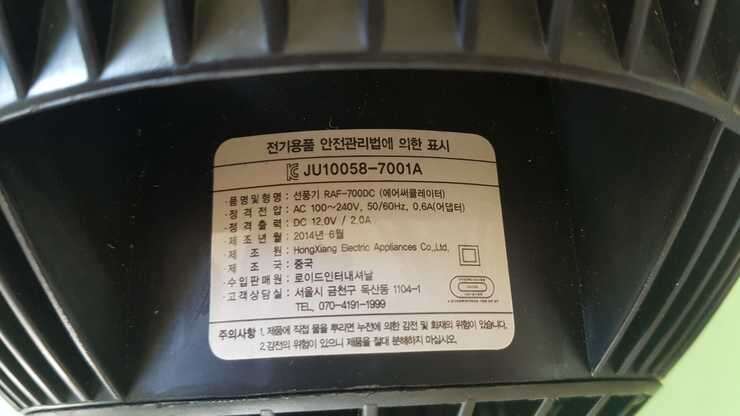 전기용품 안전관리법에 의한 표시
JU10058-7001A
·품명및형명 : 선풍기 RAF-700DC (에어써큘레이터)
·정격전압 : AC 100~240V, 50/60Hz, 0.6A(어댑터)
·정격출력 : DC 12.0V / 2.0A
·제조년월 : 2014년 6월
·제조원 : HongXiang Electric Appliances Co.,Ltd.
·제조국 : 중국
·수입판매원 : 로이드인터내셔날
·고객상담실 : 서울시 금천구 독산동 1104-1
TEL. 070-4191-1999
주의사항 1. 제품에 직접 물을 뿌리면 누전에 의한 감전 및 화재의 위험이 있습니다.
2.감전의 위험이 있으니 제품을 절대 분해하지 마십시오.